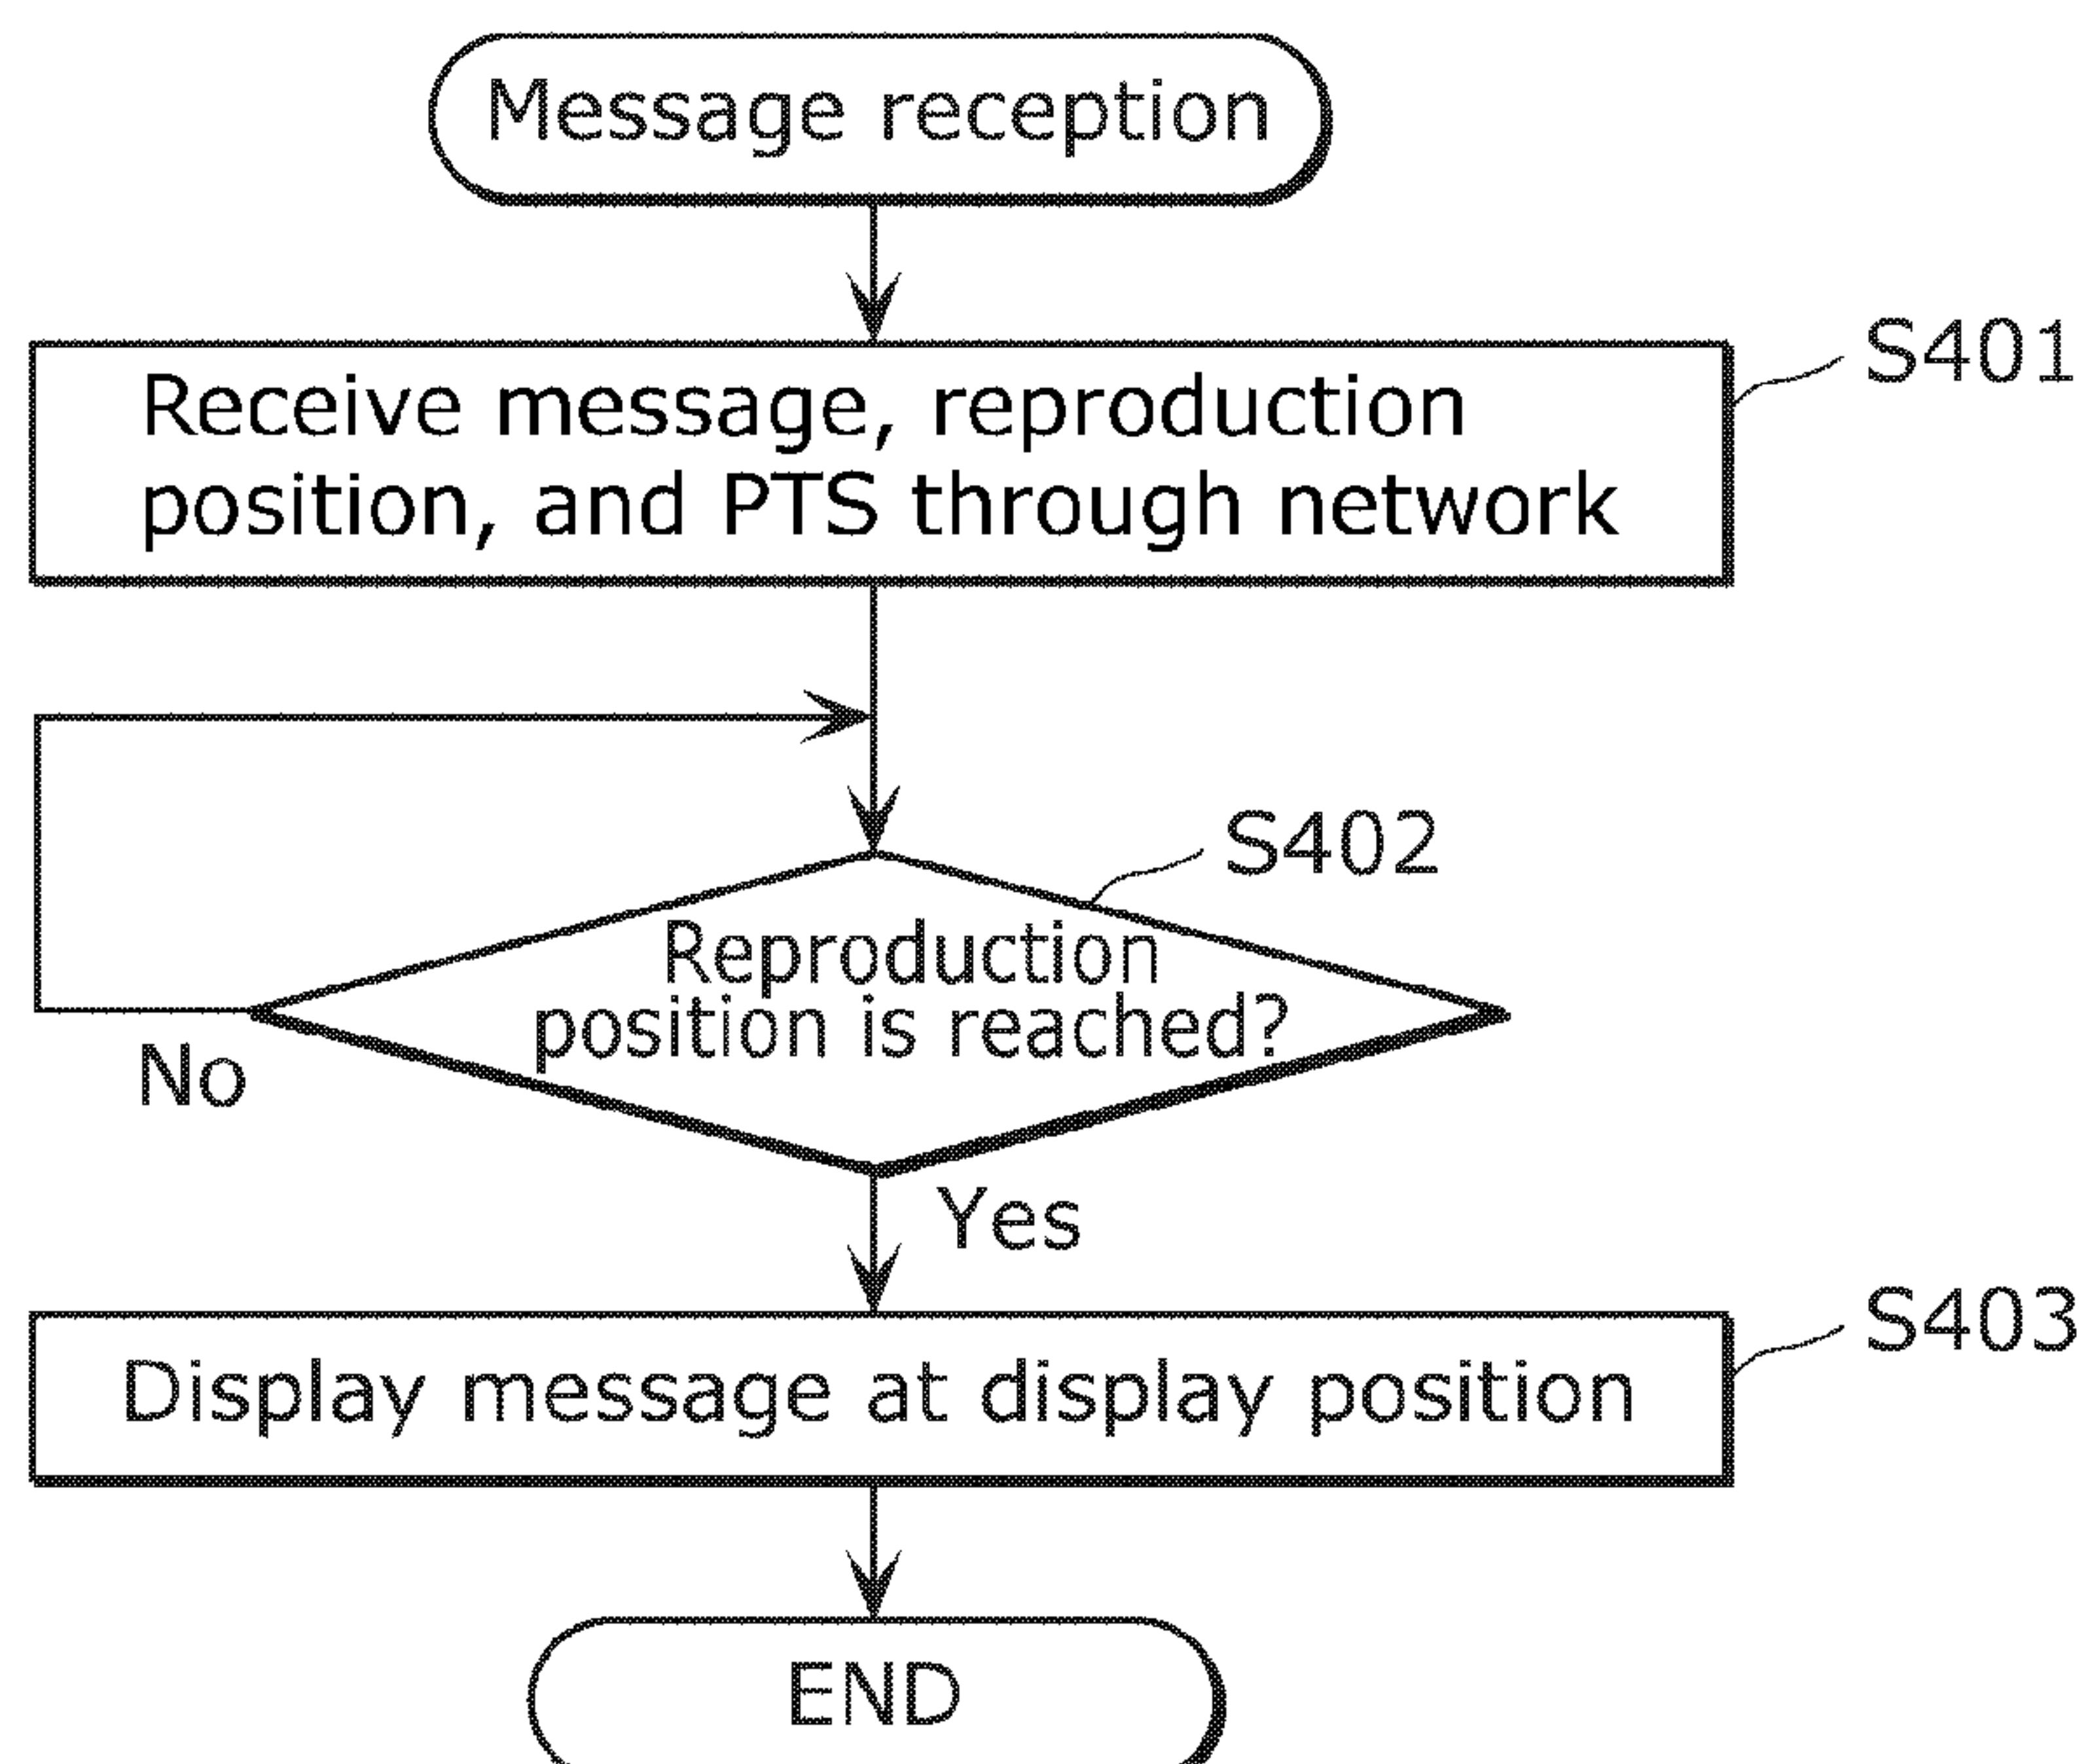 Message reception
S401
Receive message, reproduction
position, and PTS through network
S402
Reproduction
position is reached?
No
Yes
S403
Display message at display position
END